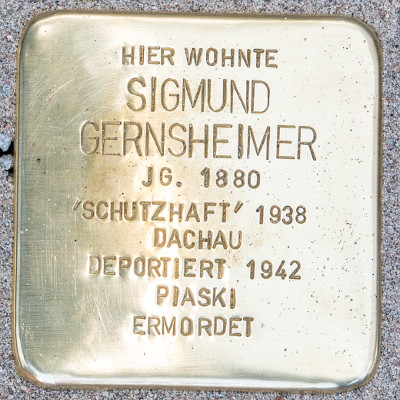 HIER WOHNTE
SIGMUND
GERNSHEIMER
JG. 1880
"SCHUTZHAFT" 1938
DACHAU
DEPORTIERT 1942
PIASKI
ERMORDET